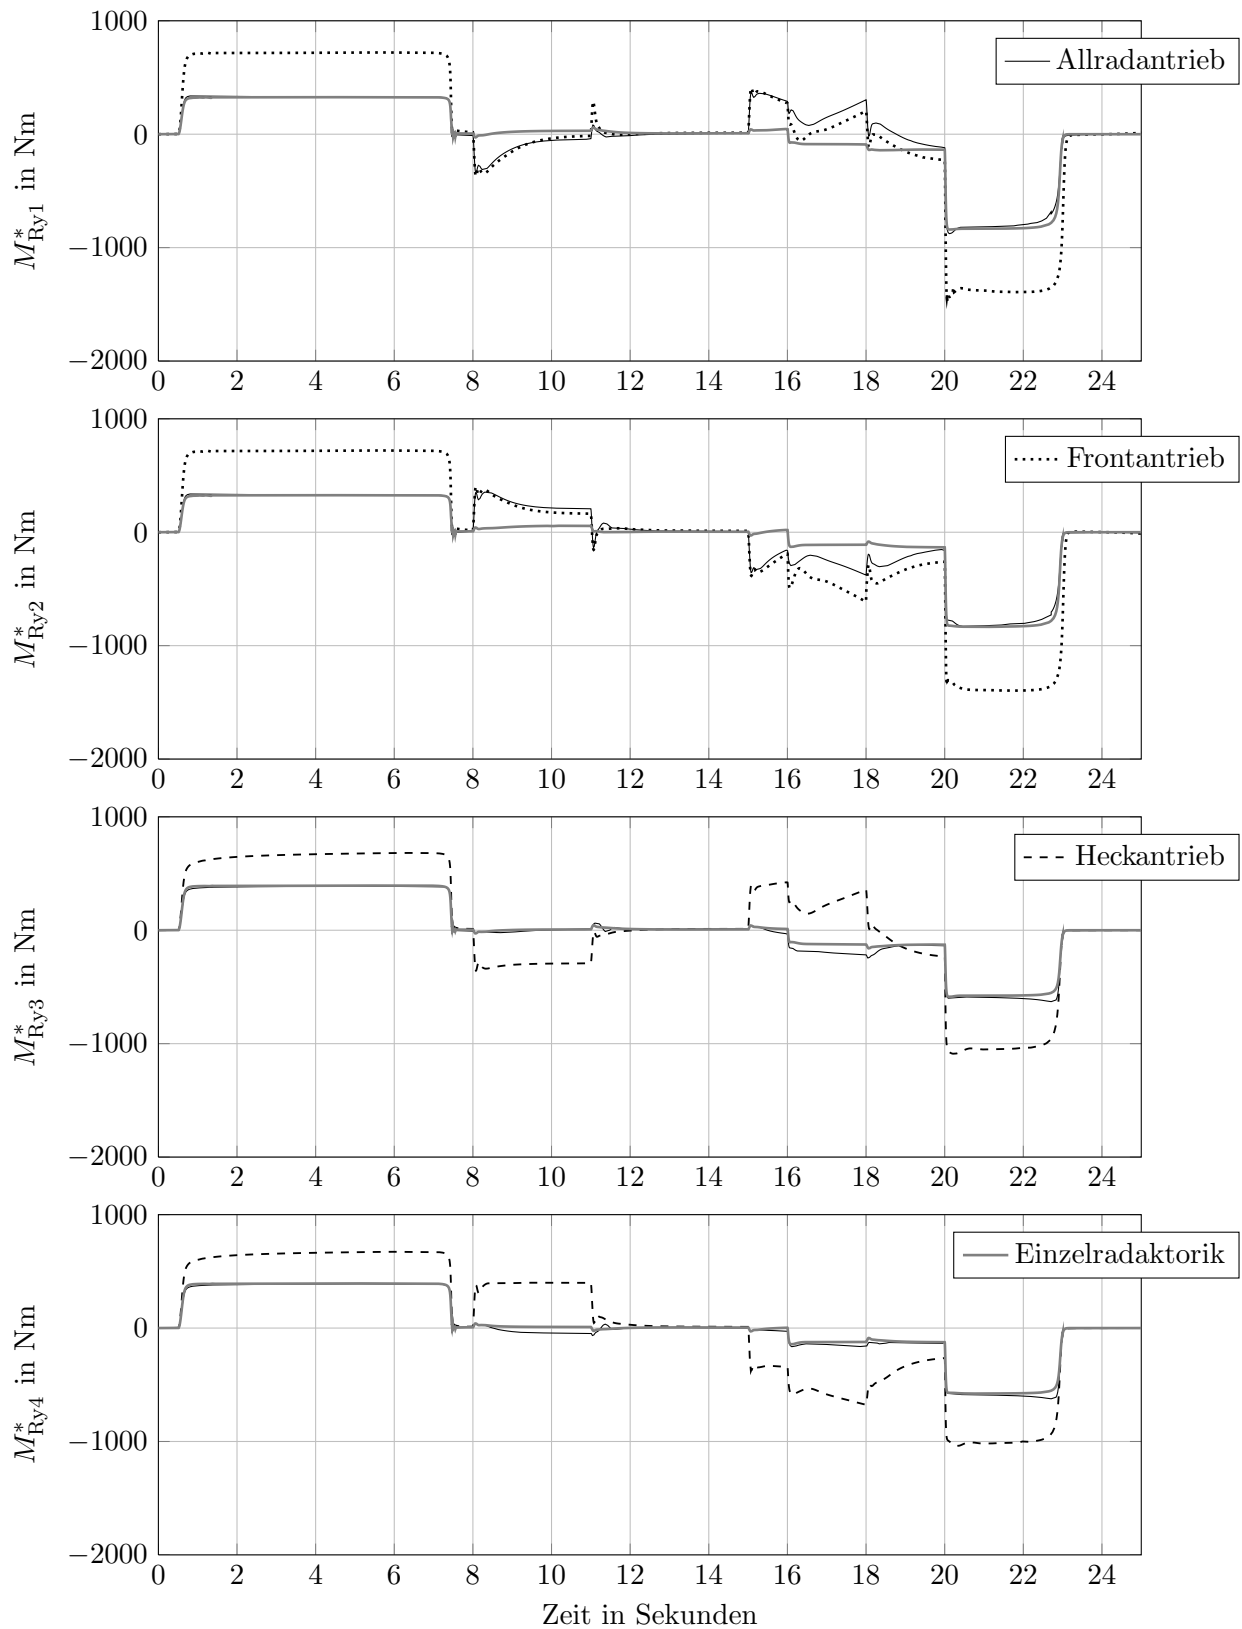 1000
0
−1000
−2000
M*Ry1 in Nm
Allradantrieb
0 2 4 6 8 10 12 14 16 18 20 22 24
1000
0
−1000
−2000
M*Ry2 in Nm
Frontantrieb
0 2 4 6 8 10 12 14 16 18 20 22 24
1000
0
−1000
−2000
M*Ry3 in Nm
Heckantrieb
0 2 4 6 8 10 12 14 16 18 20 22 24
1000
0
−1000
−2000
M*Ry4 in Nm
Einzelradaktorik
0 2 4 6 8 10 12 14 16 18 20 22 24
Zeit in Sekunden